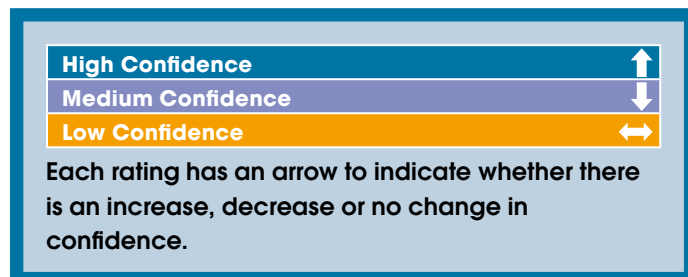 High Confidence
Medium Confidence
Low Confidence
Each rating has an arrow to indicate whether there
is an increase, decrease or no change in
confidence.